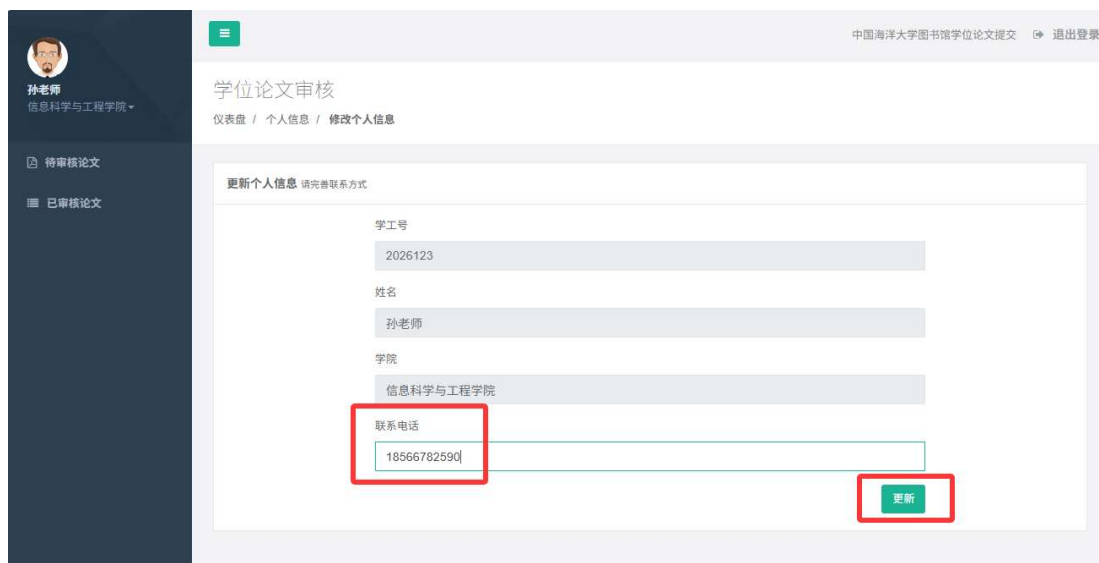 孙老师
信息科学与工程学院
待审核论文
已审核论文
中国海洋大学图书馆学位论文提交 退出登录
学位论文审核
仪表盘 / 个人信息 / 修改个人信息
更新个人信息 请完善联系方式
学工号
2026123
姓名
孙老师
学院
信息科学与工程学院
联系电话
18566782590
更新